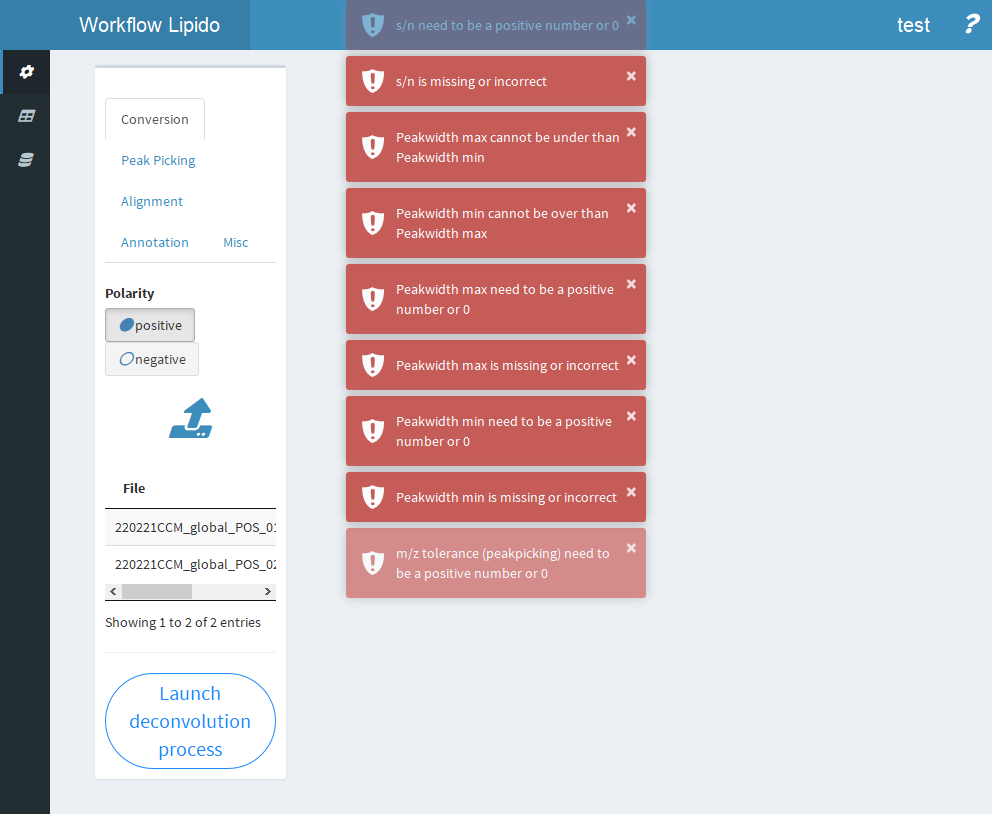 Workflow Lipido
test
?
Conversion
Peak Picking
Alignment
Annotation Misc
Polarity
positive
negative
File
220221CCM_global_POS_01
220221CCM_global_POS_02
Showing 1 to 2 of 2 entries
Launch
deconvolution
process
s/n need to be a positive number or 0 ×
s/n is missing or incorrect ×
Peakwidth max cannot be under than ×
Peakwidth min
Peakwidth min cannot be over than ×
Peakwidth max
Peakwidth max need to be a positive ×
number or 0
Peakwidth max is missing or incorrect ×
Peakwidth min need to be a positive ×
number or 0
Peakwidth min is missing or incorrect ×
m/z tolerance (peakpicking) need to ×
be a positive number or 0